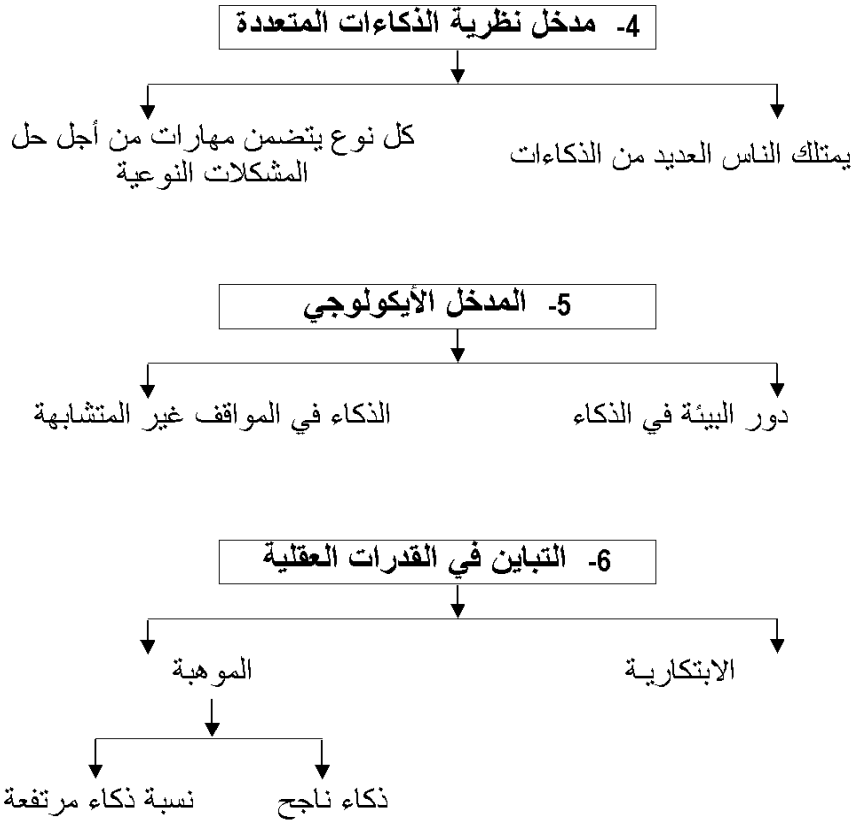 4- مدخل نظرية الذكاءات المتعددة
يمتلك الناس العديد من الذكاءات
كل نوع يتضمن مهارات من أجل حل
المشكلات النوعية
5- المدخل الأيكولوجي
دور البيئة في الذكاء
الذكاء في المواقف غير المتشابهة
6- التباين في القدرات العقلية
الابتكاريـة
الموهبة
ذكاء ناجح
نسبة ذكاء مرتفعة